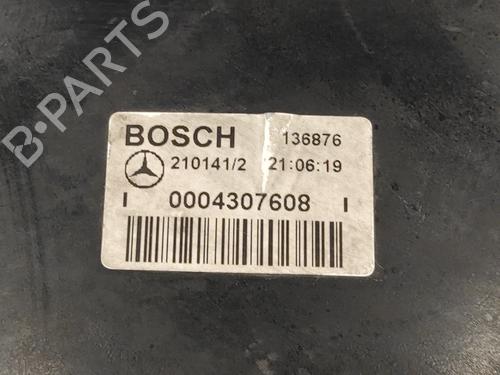 BOSCH 136876
210141/2 21:06:19
I 0004307608 I
B-PARTS